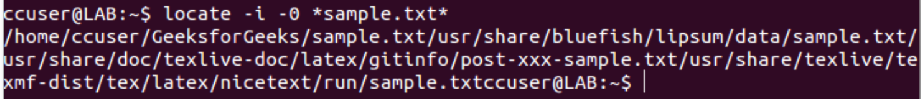 ccuser@LAB:~$ locate -i -0 *sample.txt*
/home/ccuser/GeeksforGeeks/sample.txt/usr/share/bluefish/lipsum/data/sample.txt/
usr/share/doc/texlive-doc/latex/gitinfo/post-xxx-sample.txt/usr/share/texlive/te
xmf-dist/tex/latex/nicetext/run/sample.txtccuser@LAB:~$